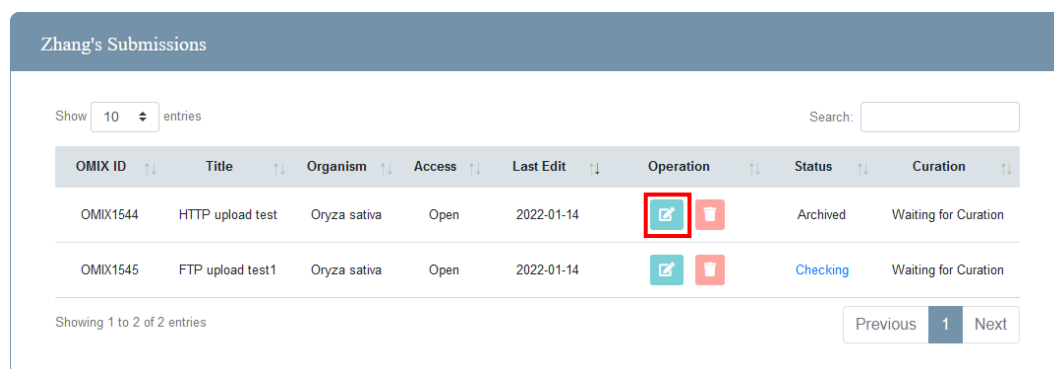 Zhang's Submissions
Show 10 entries Search:
OMIX ID Title Organism Access Last Edit Operation Status Curation
OMIX1544 HTTP upload test Oryza sativa Open 2022-01-14 Archived Waiting for Curation
OMIX1545 FTP upload test1 Oryza sativa Open 2022-01-14 Checking Waiting for Curation
Showing 1 to 2 of 2 entries Previous 1 Next